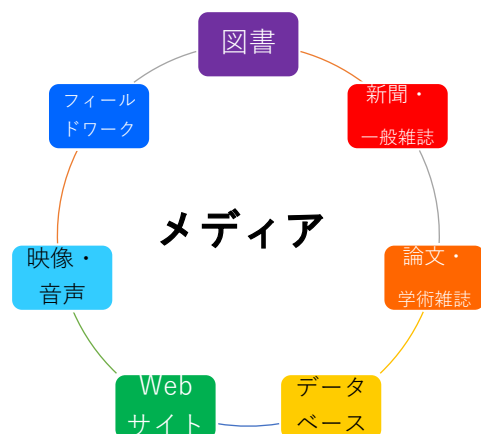 図書
新聞・
一般雑誌
論文・
学術雑誌
データ
ベース
Web
サイト
映像・
音声
フィール
ドワーク
メディア